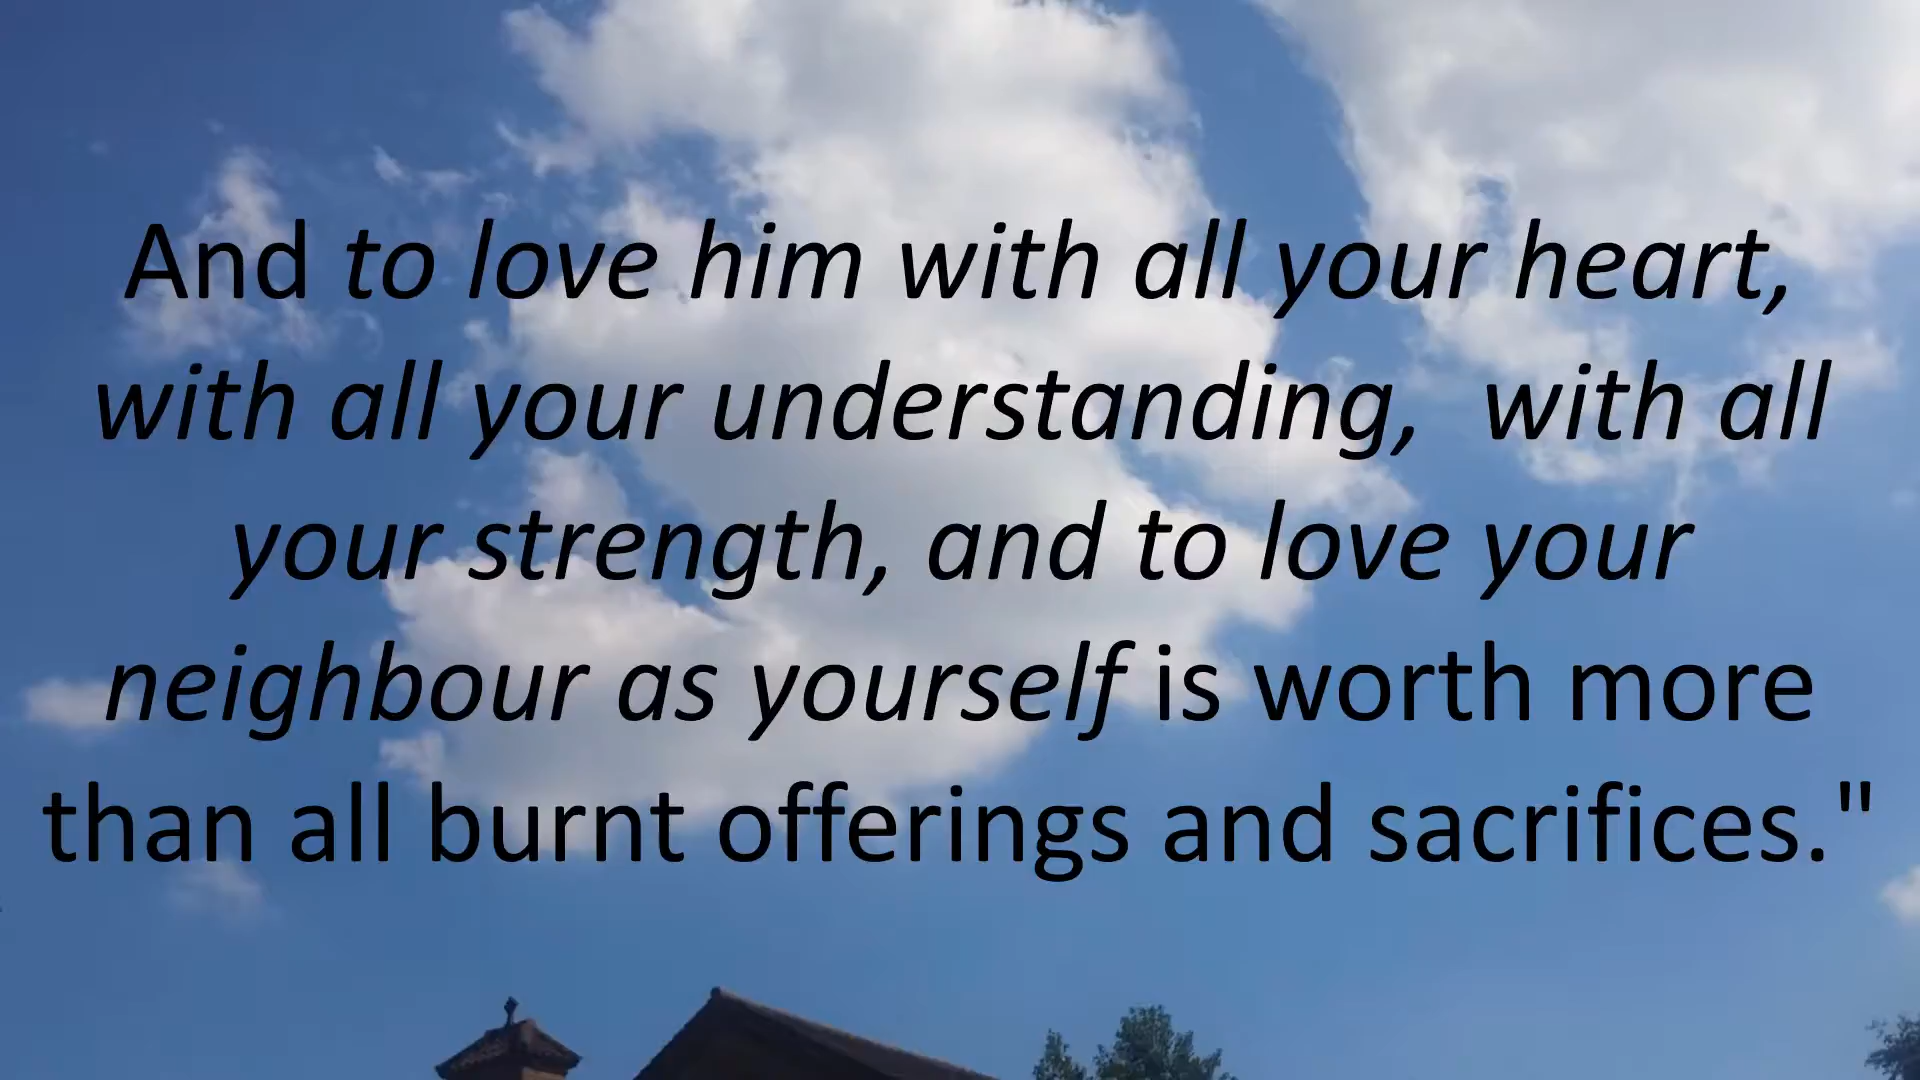 And to love him with all your heart,
with all your understanding,  with all
your strength, and to love your
neighbour as yourself is worth more
than all burnt offerings and sacrifices."